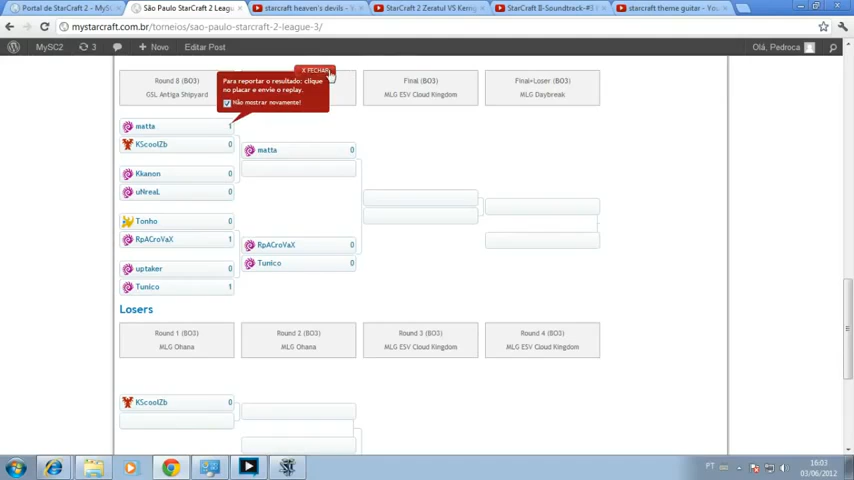 Portal de StarCraft 2 - MySC
São Paulo StarCraft 2 Leagu
starcraft heaven's devils - Y
StarCraft 2 Zeratul VS Kerri
StarCraft II-Soundtrack-#3
starcraft theme guitar - You
mystarcraft.com.br/torneios/sao-paulo-starcraft-2-league-3/
MySC2
3
+ Novo
Editar Post
Olá, Pedroca
Round 8 (BO3)
GSL Antiga Shipyard
X FECHAR
Para reportar o resultado: clique
no placar e envie o replay.
Não mostrar novamente!
Final (BO3)
MLG ESV Cloud Kingdom
Final+Loser (BO3)
MLG Daybreak
matta 1
KScoolZb 0
Kkanon 0
uNreaL 0
Tonho 0
RpACroVaX 1
uptaker 0
Tunico 1
matta 0
RpACroVaX 0
Tunico 0
Losers
Round 1 (BO3)
MLG Ohana
Round 2 (BO3)
MLG Ohana
Round 3 (BO3)
MLG ESV Cloud Kingdom
Round 4 (BO3)
MLG ESV Cloud Kingdom
KScoolZb 0
PT
16:03
03/06/2012